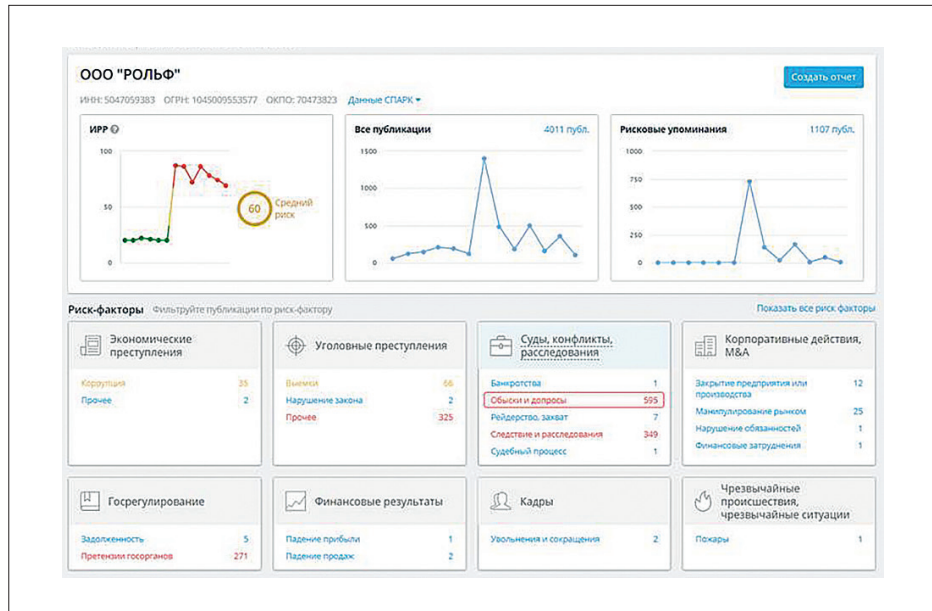 ООО "РОЛЬФ"
Создать отчет
ИНН: 5047059383 ОГРН: 1045009553577 ОКПО: 70473823 Данные СПАРК
ИРР
100
50
0
60
Средний
риск
Все публикации 4011 публ.
1500
1000
500
0
Рисковые упоминания 1107 публ.
1000
750
500
250
0
Риск-факторы Фильтруйте публикации по риск-фактору
Показать все риск факторы
Экономические
преступления
Коррупция 35
Прочее 2
Уголовные преступления
Выемки 66
Нарушение закона 2
Прочее 325
Суды, конфликты,
расследования
Банкротства 1
Обыски и допросы 595
Рейдерство, захват 7
Следствие и расследования 349
Судебный процесс 1
Корпоративные действия,
M&A
Закрытие предприятия или 12
производства
Манипулирование рынком 25
Нарушение обязанностей 1
Финансовые затруднения 1
Госрегулирование
Задолженность 5
Претензии госорганов 271
Финансовые результаты
Падение прибыли 1
Падение продаж 2
Кадры
Увольнения и сокращения 2
Чрезвычайные
происшествия,
чрезвычайные ситуации
Пожары 1